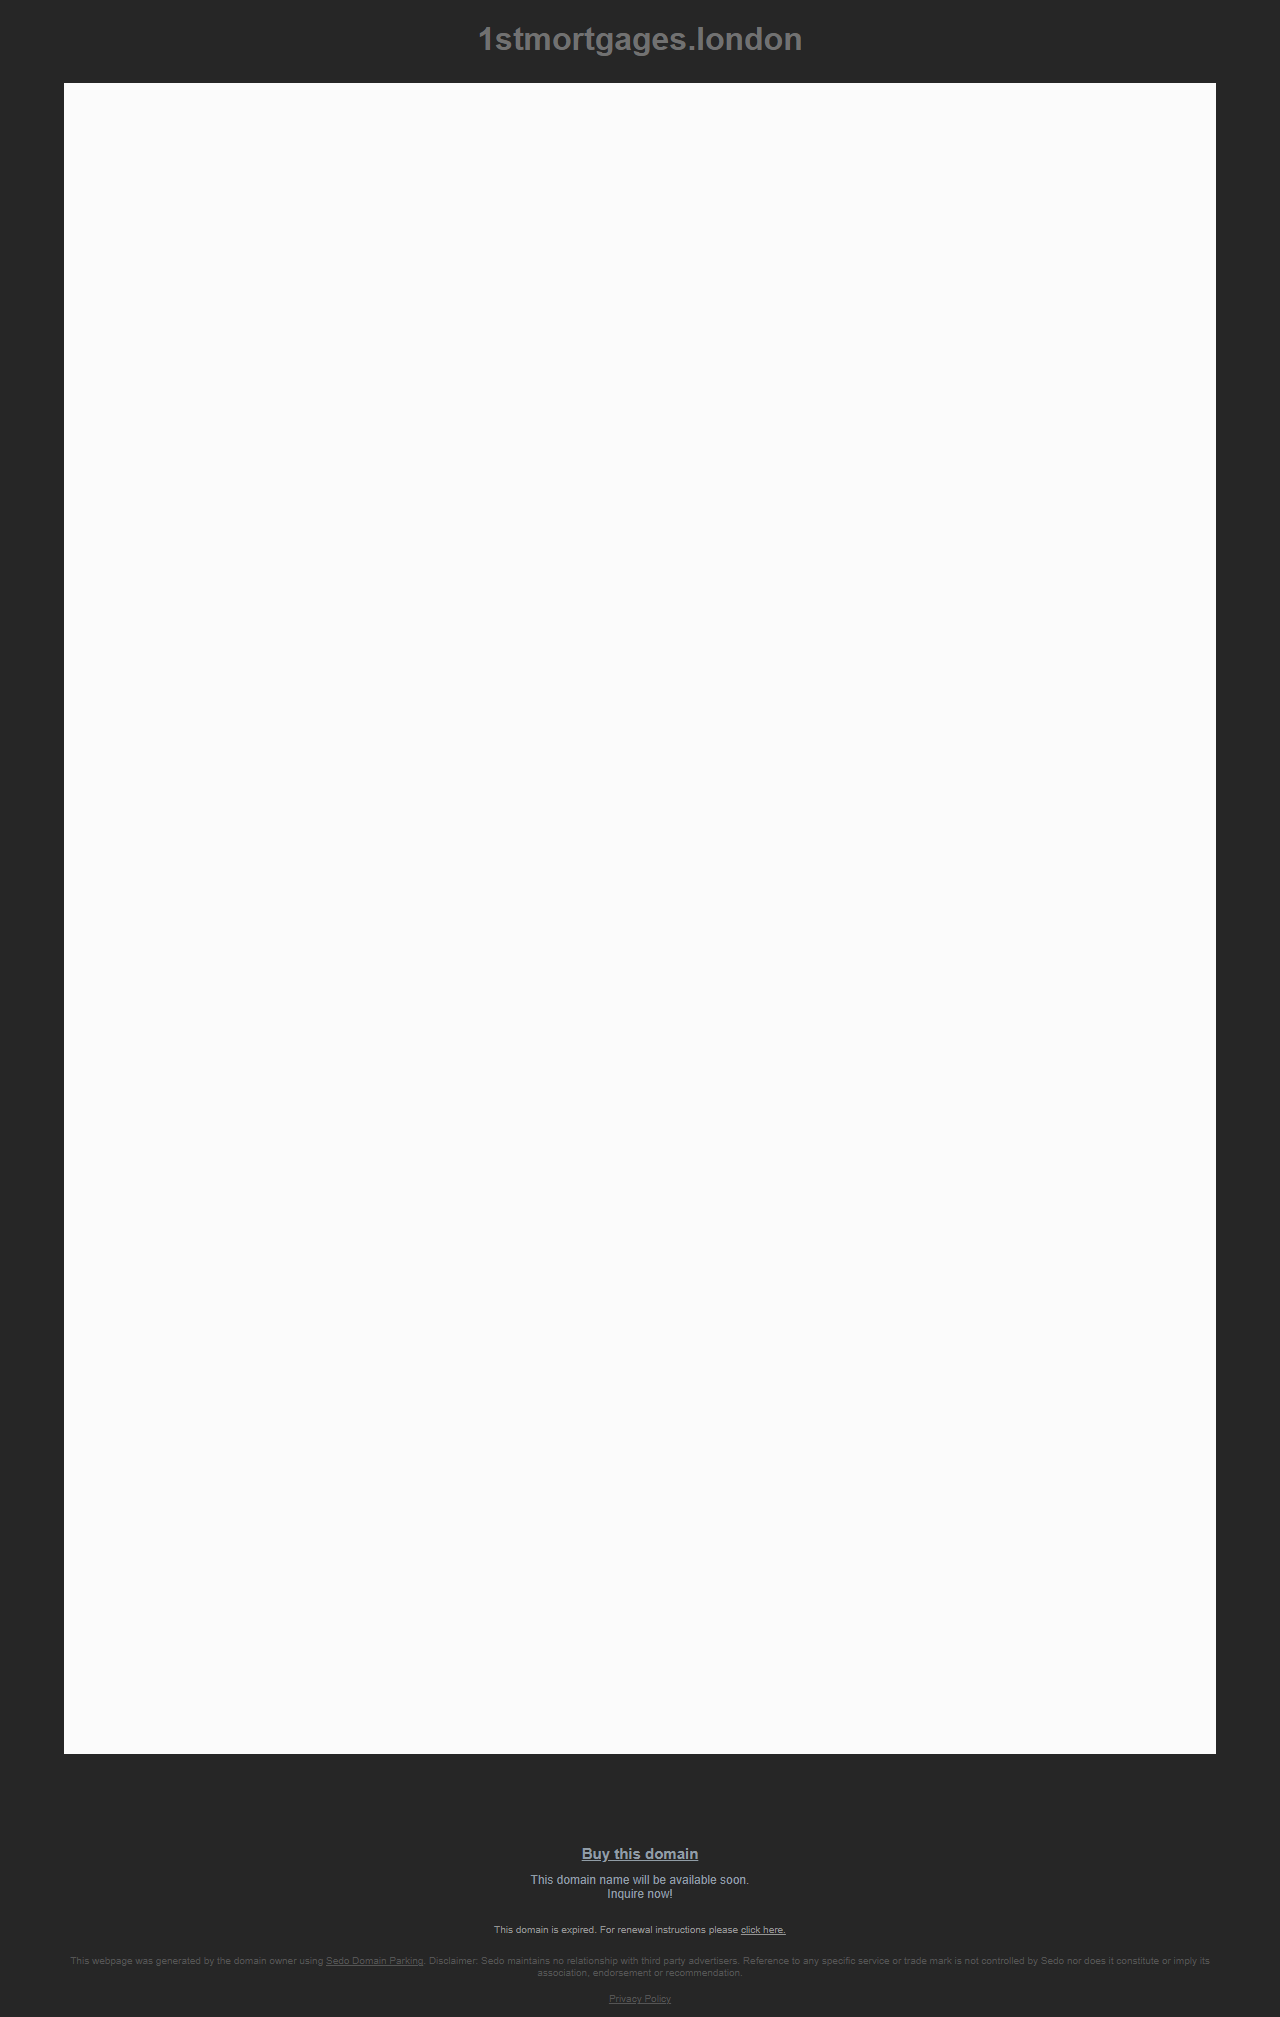 1stmortgages.london
Buy this domain
This domain name will be available soon.
Inquire now!
This domain is expired. For renewal instructions please click here.
This webpage was generated by the domain owner using Sedo Domain Parking. Disclaimer: Sedo maintains no relationship with third party advertisers. Reference to any specific service or trade mark is not controlled by Sedo nor does it constitute or imply its
association, endorsement or recommendation.
Privacy Policy